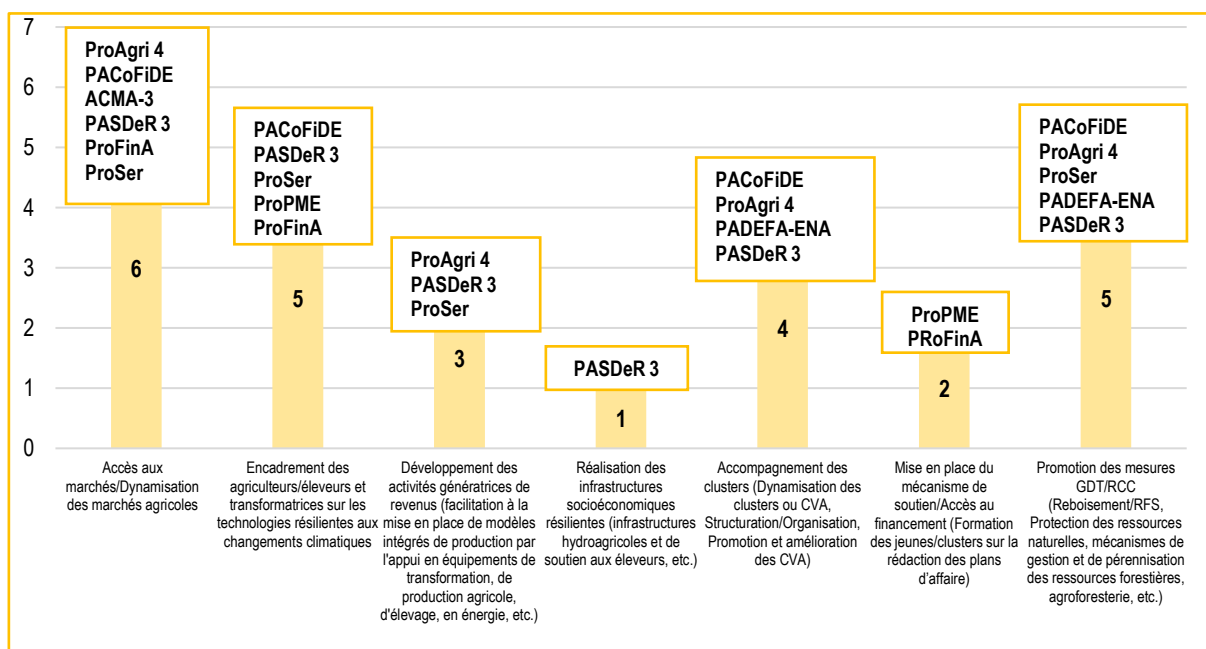 7
6
5
4
3
2
1
0
ProAgri 4
PACoFiDE
ACMA-3
PASDeR 3
ProFinA
ProSer
6
PACoFiDE
PASDeR 3
ProSer
ProPME
ProFinA
5
ProAgri 4
PASDeR 3
ProSer
3
PASDeR 3
1
PACoFiDE
ProAgri 4
PADEFA-ENA
PASDeR 3
4
ProPME
PRoFinA
2
PACoFiDE
ProAgri 4
ProSer
PADEFA-ENA
PASDeR 3
5
Accès aux
marchés/Dynamisation
des marchés agricoles
Encadrement des
agriculteurs/éleveurs et
transformatrices sur les
technologies résilientes aux
changements climatiques
Développement des
activités génératrices de
revenus (facilitation à la
mise en place de modèles
intégrés de production par
l'appui en équipements de
transformation, de
production agricole,
d'élevage, en énergie, etc.)
Réalisation des
infrastructures
socioéconomiques
résilientes (infrastructures
hydroagricoles et de
soutien aux éleveurs, etc.)
Accompagnement des
clusters (Dynamisation des
clusters ou CVA,
Structuration/Organisation,
Promotion et amélioration
des CVA)
Mise en place du
mécanisme de
soutien/Accès au
financement (Formation
des jeunes/clusters sur la
rédaction des plans
d’affaire)
Promotion des mesures
GDT/RCC
(Reboisement/RFS,
Protection des ressources
naturelles, mécanismes de
gestion et de pérennisation
des ressources forestières,
agroforesterie, etc.)